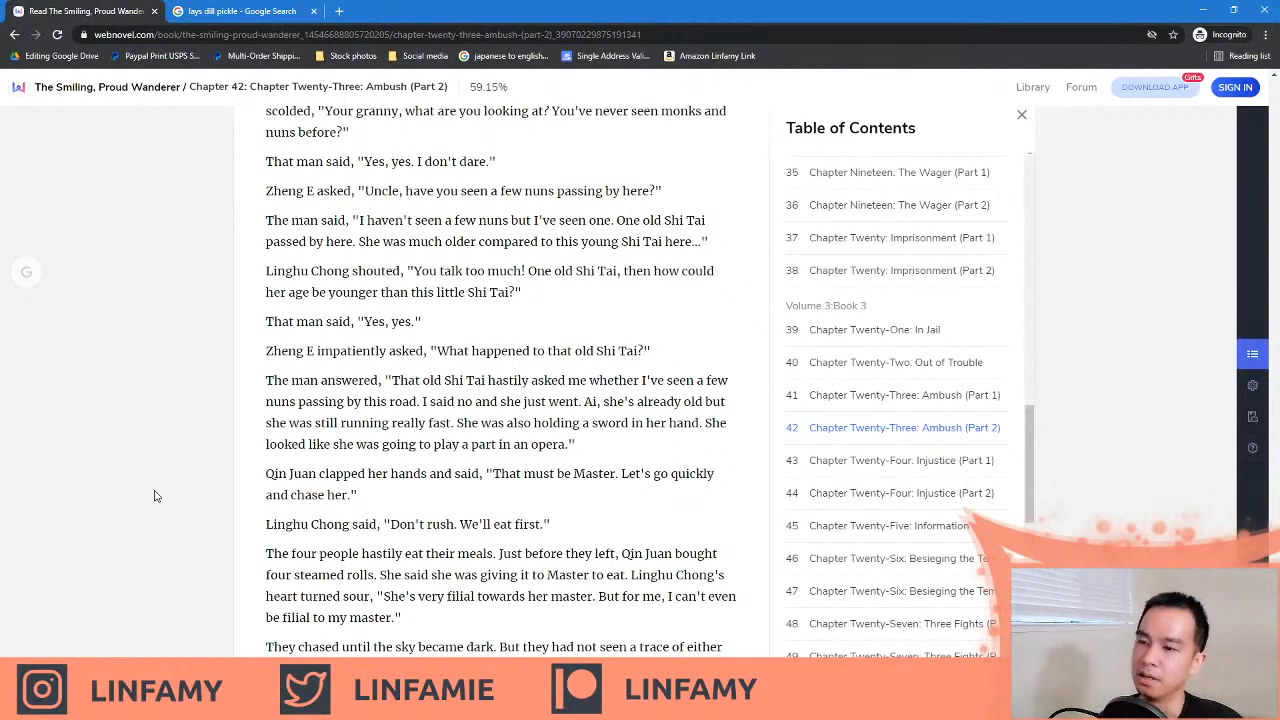 Read The Smiling, Proud Wande
lays dill pickle - Google Search
webnovel.com/book/the-smiling-proud-wanderer_14546688805720205/chapter-twenty-three-ambush-(part-2)_39070229875191341
Incognito
Editing Google Drive
Paypal Print USPS S...
Multi-Order Shippi...
Stock photos
Social media
japanese to english...
Single Address Vali...
Amazon Linfamy Link
Reading list
The Smiling, Proud Wanderer / Chapter 42: Chapter Twenty-Three: Ambush (Part 2)
59.15%
Library
Forum
DOWNLOAD APP
Gifts
SIGN IN
scolded, "Your granny, what are you looking at? You've never seen monks and
nuns before?"
That man said, "Yes, yes. I don't dare."
Zheng E asked, "Uncle, have you seen a few nuns passing by here?"
The man said, "I haven't seen a few nuns but I've seen one. One old Shi Tai
passed by here. She was much older compared to this young Shi Tai here..."
Linghu Chong shouted, "You talk too much! One old Shi Tai, then how could
her age be younger than this little Shi Tai?"
That man said, "Yes, yes."
Zheng E impatiently asked, "What happened to that old Shi Tai?"
The man answered, "That old Shi Tai hastily asked me whether I've seen a few
nuns passing by this road. I said no and she just went. Ai, she's already old but
she was still running really fast. She was also holding a sword in her hand. She
looked like she was going to play a part in an opera."
Qin Juan clapped her hands and said, "That must be Master. Let's go quickly
and chase her."
Linghu Chong said, "Don't rush. We'll eat first."
The four people hastily eat their meals. Just before they left, Qin Juan bought
four steamed rolls. She said she was giving it to Master to eat. Linghu Chong's
heart turned sour, "She's very filial towards her master. But for me, I can't even
be filial to my master."
They chased until the sky became dark. But they had not seen a trace of either
Table of Contents
35 Chapter Nineteen: The Wager (Part 1)
36 Chapter Nineteen: The Wager (Part 2)
37 Chapter Twenty: Imprisonment (Part 1)
38 Chapter Twenty: Imprisonment (Part 2)
Volume 3:Book 3
39 Chapter Twenty-One: In Jail
40 Chapter Twenty-Two: Out of Trouble
41 Chapter Twenty-Three: Ambush (Part 1)
42 Chapter Twenty-Three: Ambush (Part 2)
43 Chapter Twenty-Four: Injustice (Part 1)
44 Chapter Twenty-Four: Injustice (Part 2)
45 Chapter Twenty-Five: Information
46 Chapter Twenty-Six: Besieging the Tem
47 Chapter Twenty-Six: Besieging the Tem
48 Chapter Twenty-Seven: Three Fights (P
49 Chapter Twenty-Seven: Three Fights (P
G
LINFAMY
LINFAMIE
LINFAMY